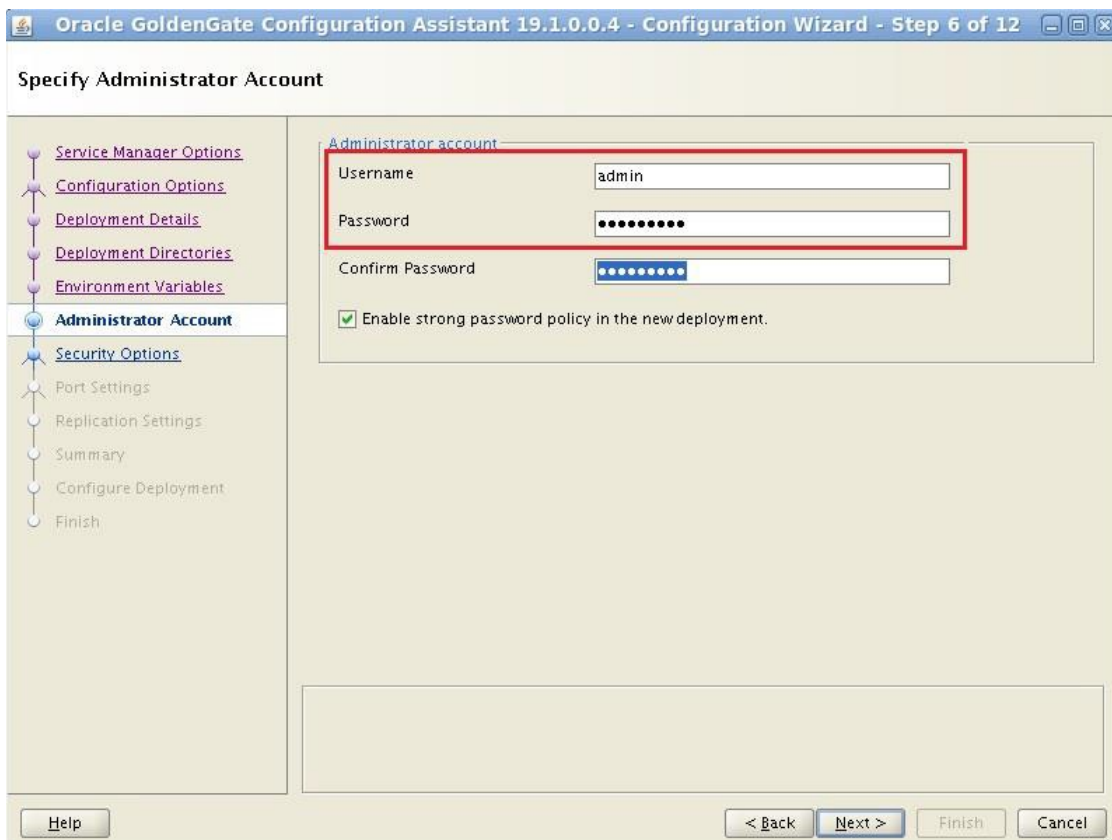 Oracle GoldenGate Configuration Assistant 19.1.0.0.4 - Configuration Wizard - Step 6 of 12
Specify Administrator Account
Service Manager Options
Configuration Options
Deployment Details
Deployment Directories
Environment Variables
Administrator Account
Security Options
Port Settings
Replication Settings
Summary
Configure Deployment
Finish
Administrator account
Username admin
Password •••••••••
Confirm Password •••••••••
Enable strong password policy in the new deployment.
Help < Back Next > Finish Cancel